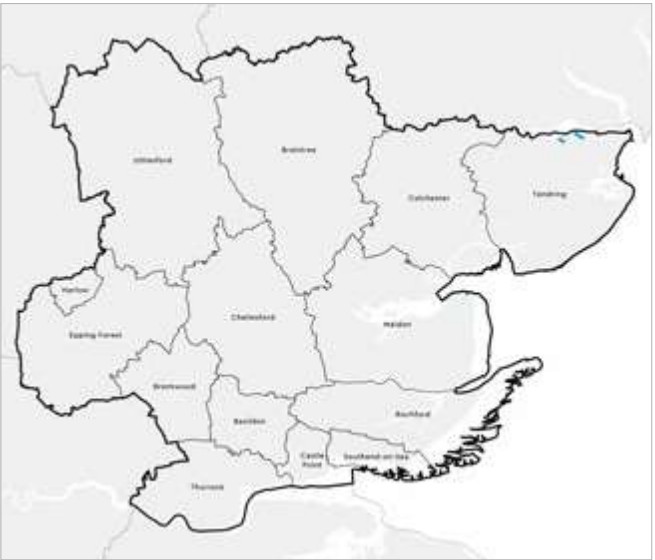 Uttlesford
Braintree
Colchester
Tendring
Harlow
Chelmsford
Maldon
Epping Forest
Brentwood
Basildon
Rochford
Castle
Point
Southend-on-Sea
Thurrock